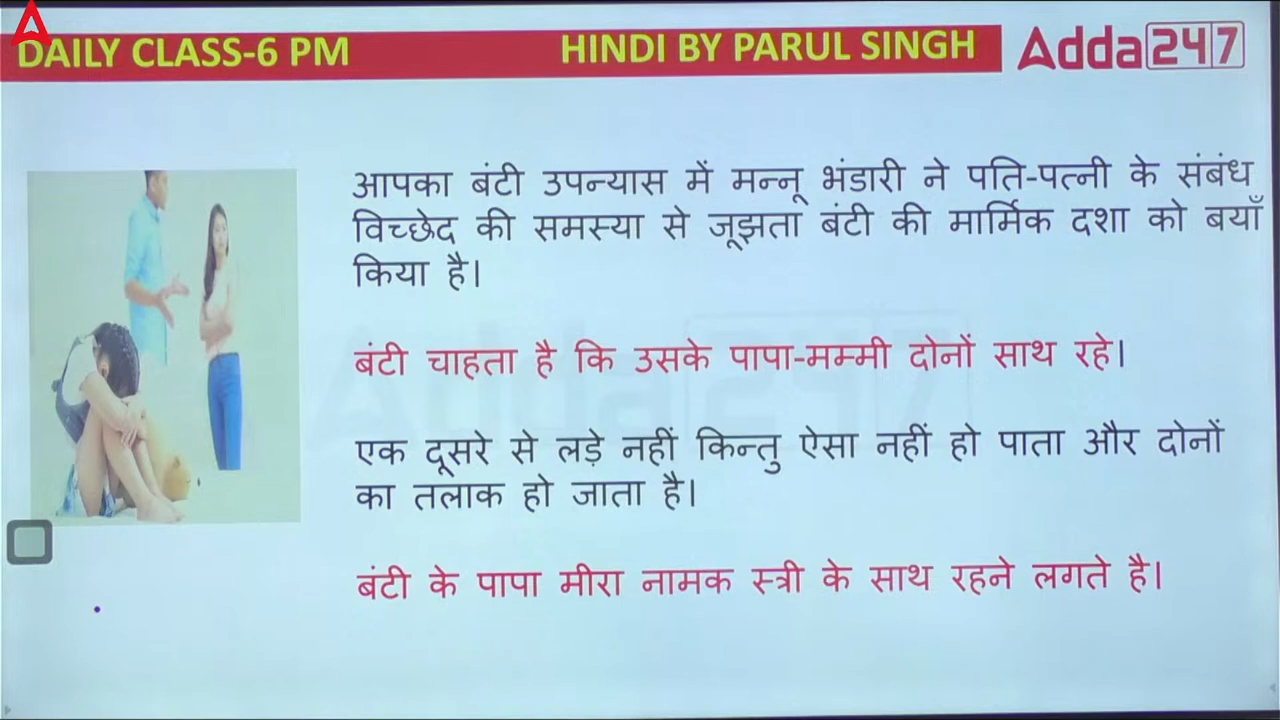 DAILY CLASS-6 PM
HINDI BY PARUL SINGH
Adda247
आपका बंटी उपन्यास में मन्नू भंडारी ने पति-पत्नी के संबंध
विच्छेद की समस्या से जूझता बंटी की मार्मिक दशा को बयाँ
किया है।
बंटी चाहता है कि उसके पापा-मम्मी दोनों साथ रहे।
एक दूसरे से लड़े नहीं किन्तु ऐसा नहीं हो पाता और दोनों
का तलाक हो जाता है।
बंटी के पापा मीरा नामक स्त्री के साथ रहने लगते है।